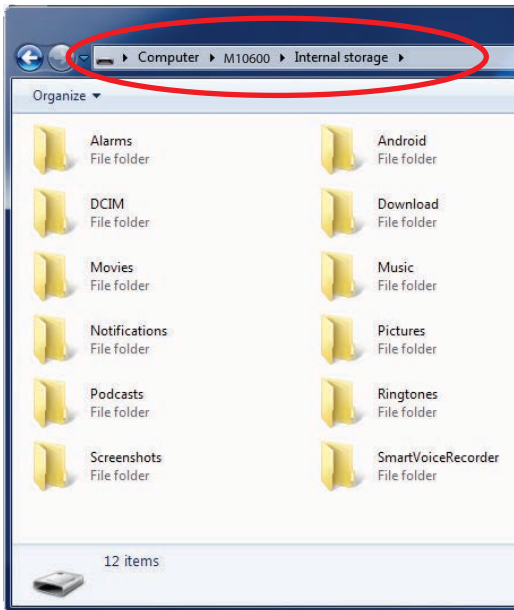 Computer M10600 Internal storage
Organize
Alarms Android
File folder File folder
DCIM Download
File folder File folder
Movies Music
File folder File folder
Notifications Pictures
File folder File folder
Podcasts Ringtones
File folder File folder
Screenshots SmartVoiceRecorder
File folder File folder
12 items